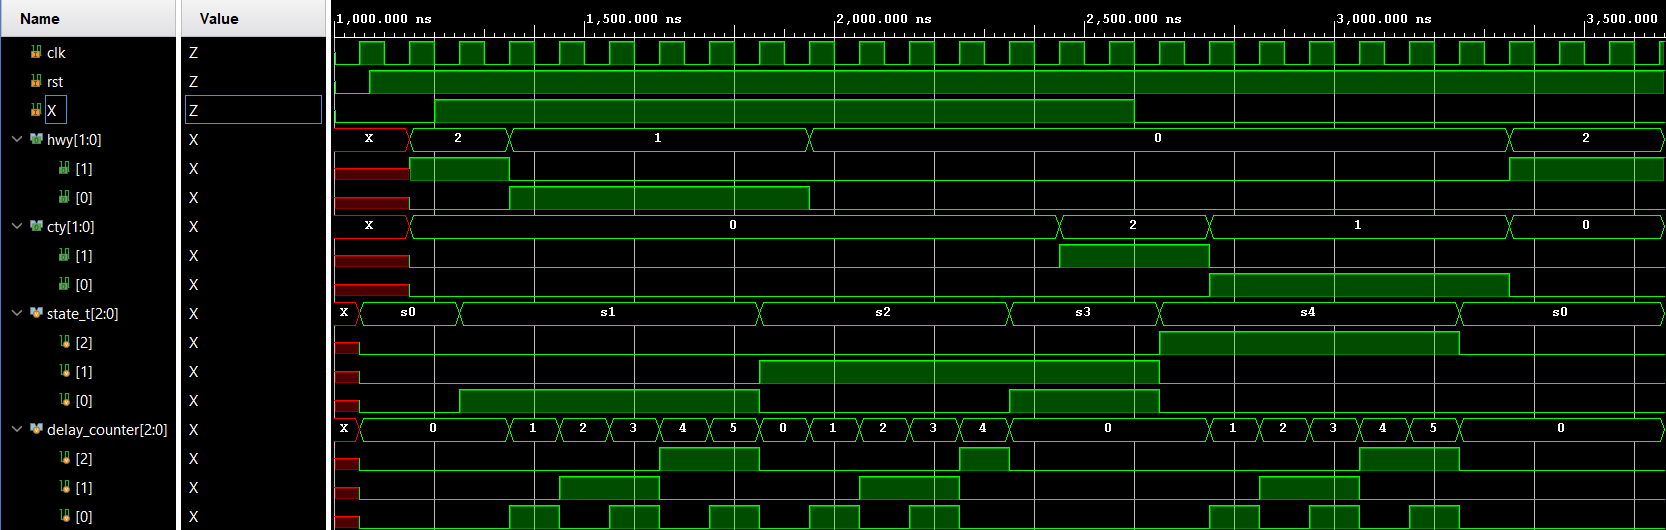 Name Value 1,000.000 ns 1,500.000 ns 2,000.000 ns 2,500.000 ns 3,000.000 ns 3,500.000
clk Z
rst Z
X Z
hwy[1:0] X X 2 1 0 2
[1] X
[0] X
cty[1:0] X X 0 2 1 0
[1] X
[0] X
state_t[2:0] X X s0 s1 s2 s3 s4 s0
[2] X
[1] X
[0] X
delay_counter[2:0] X X 0 1 2 3 4 5 0 1 2 3 4 0 1 2 3 4 5 0
[2] X
[1] X
[0] X